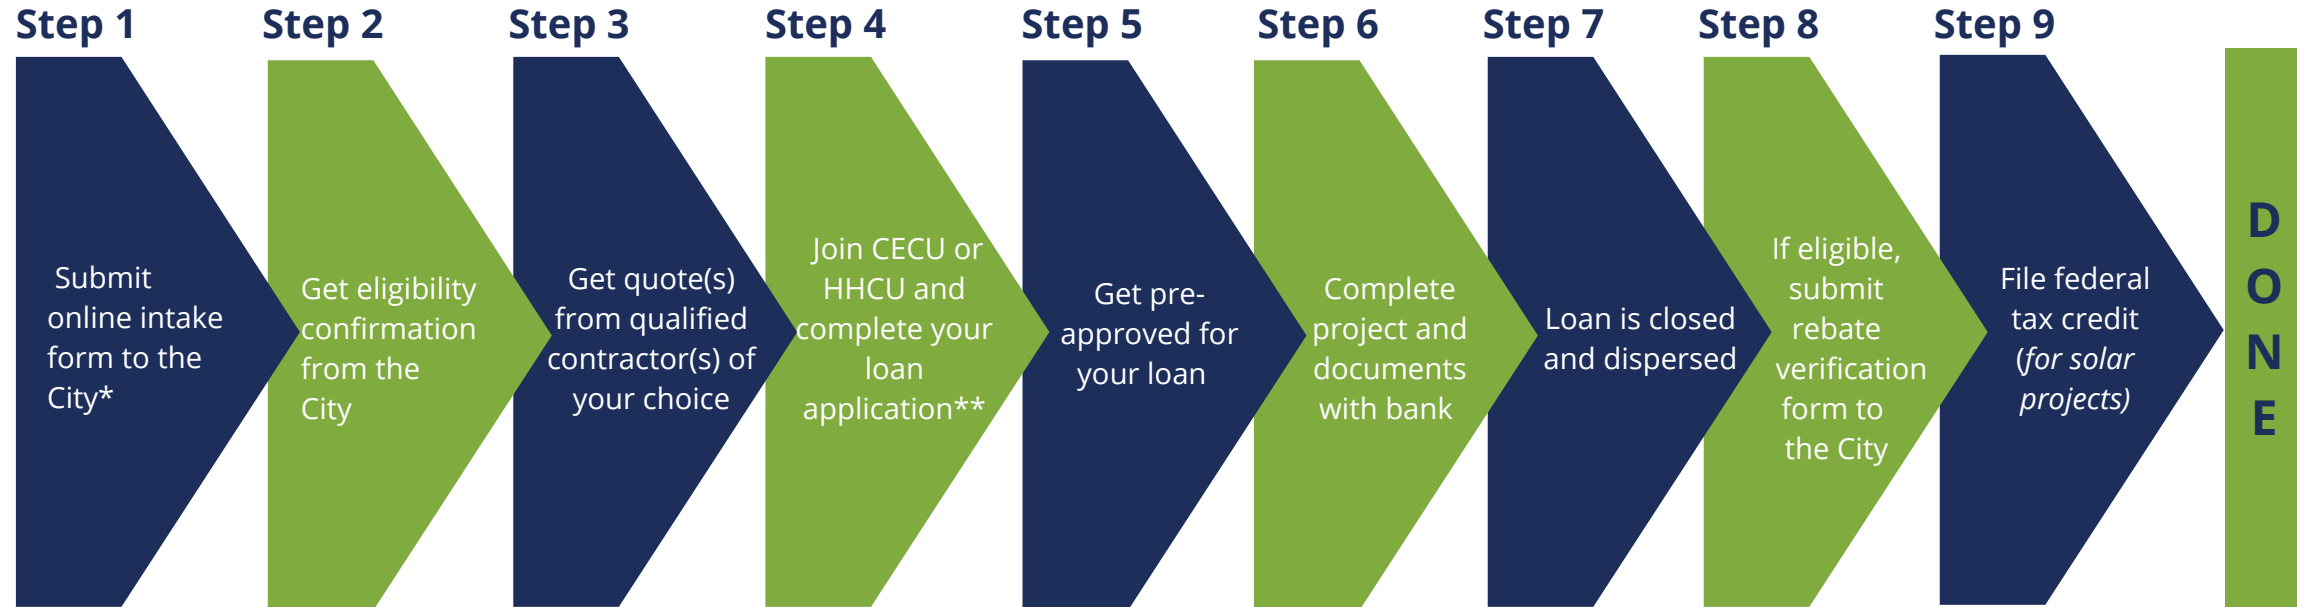 Step 1
Submit
online intake
form to the
City*
Step 2
Get eligibility
confirmation
from the
City
Step 3
Get quote(s)
from qualified
contractor(s) of
your choice
Step 4
Join CECU or
HHCU and
complete your
loan
application**
Step 5
Get pre-
approved for
your loan
Step 6
Complete
project and
documents
with bank
Step 7
Loan is closed
and dispersed
Step 8
If eligible,
submit
rebate
verification
form to
the City
Step 9
File federal
tax credit
(for solar
projects)
D
O
N
E